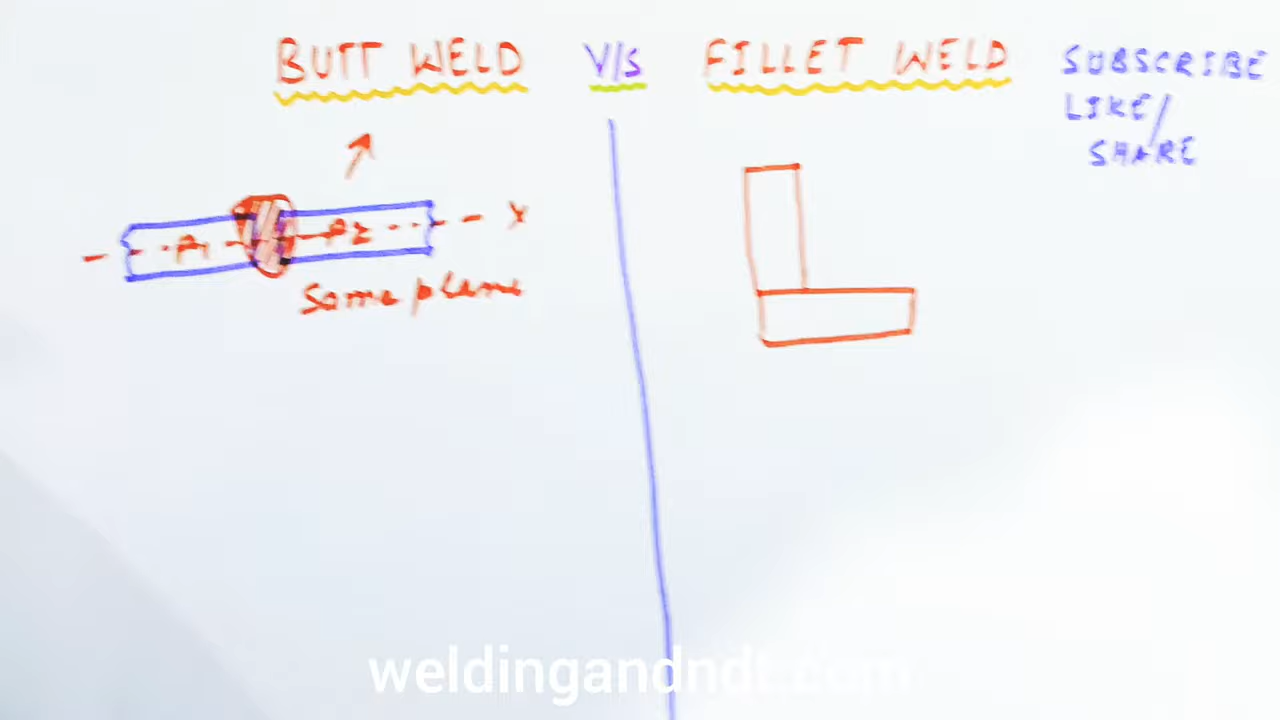 BUTT WELD V/S FILLET WELD
SUBSCRIBE
LIKE/
SHARE
P1 P2 X
Same plane
weldingandndt.com